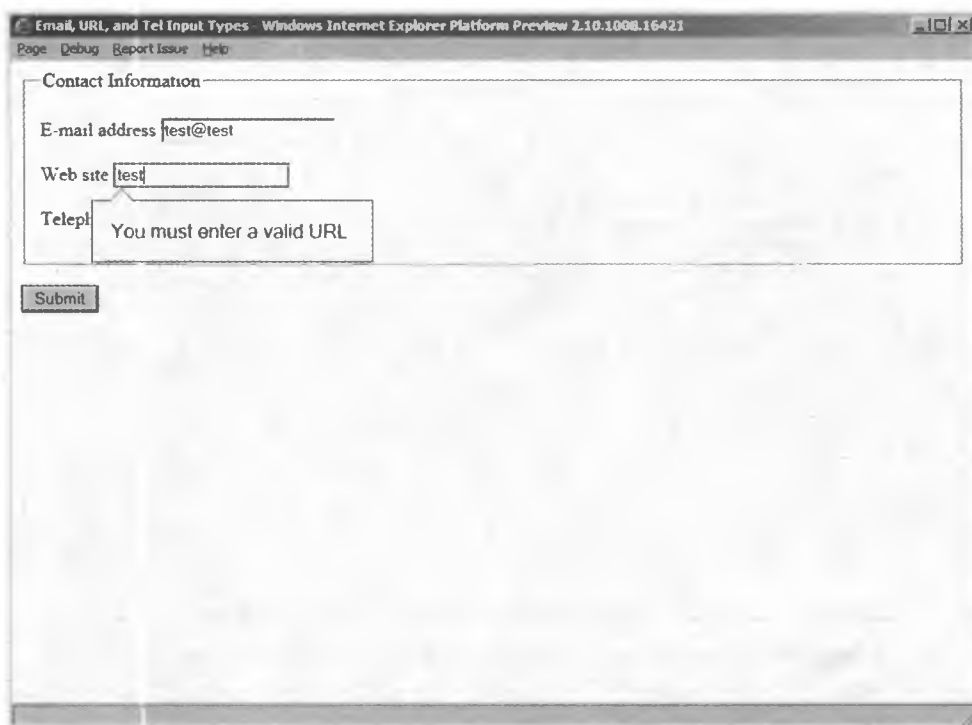 Email, URL, and Tel Input Types - Windows Internet Explorer Platform Preview 2.10.1008.16421
Page Debug Report Issue Help
Contact Information
E-mail address test@test
Web site test
Teleph
You must enter a valid URL
Submit